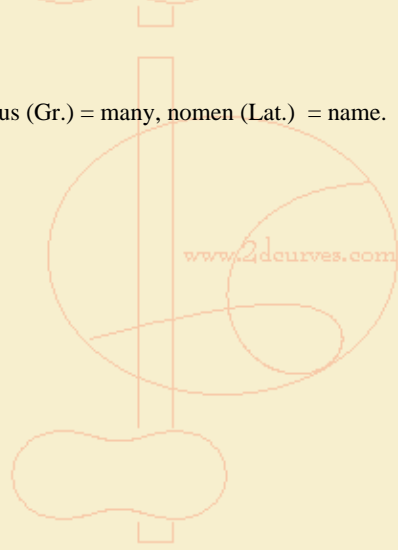 us (Gr.) = many, nomen (Lat.) = name.
www.2dcurves.com